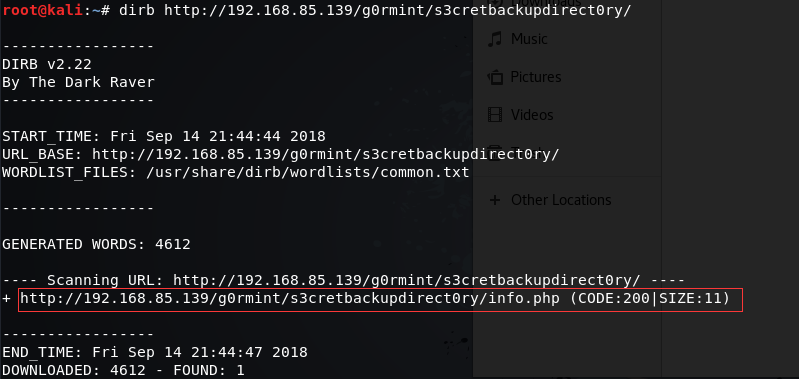 root@kali:~# dirb http://192.168.85.139/g0rmint/s3cretbackupdirect0ry/
-----------------
DIRB v2.22
By The Dark Raver
-----------------
START_TIME: Fri Sep 14 21:44:44 2018
URL_BASE: http://192.168.85.139/g0rmint/s3cretbackupdirect0ry/
WORDLIST_FILES: /usr/share/dirb/wordlists/common.txt
-----------------
GENERATED WORDS: 4612
---- Scanning URL: http://192.168.85.139/g0rmint/s3cretbackupdirect0ry/ ----
+ http://192.168.85.139/g0rmint/s3cretbackupdirect0ry/info.php (CODE:200|SIZE:11)
-----------------
END_TIME: Fri Sep 14 21:44:47 2018
DOWNLOADED: 4612 - FOUND: 1
Downloads
Music
Pictures
Videos
+ Other Locations